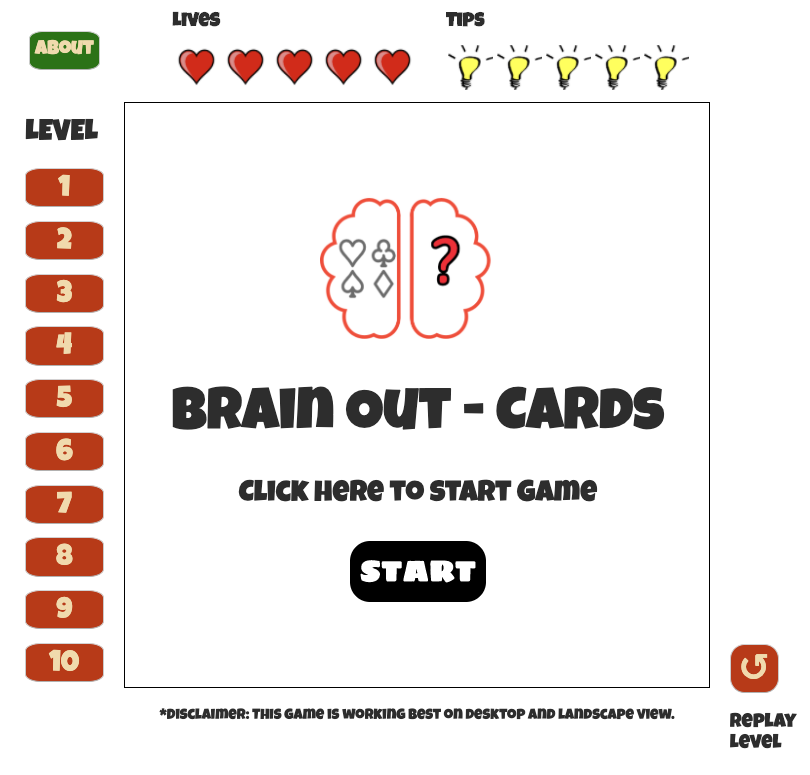 Lives
Tips
ABOUT
LEVEL
1
2
3
4
5
6
7
8
9
10
?
Brain Out - Cards
Click here to start game
START
*Disclaimer: This game is working best on desktop and landscape view.
Replay
Level